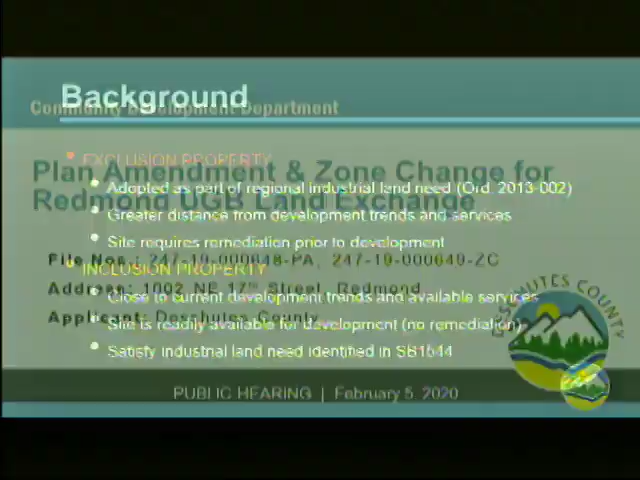 Background
Community Development Department
• EXCLUSION PROPERTY
Plan Amendment & Zone Change for
• Adopted as part of regional industrial land need (Ord. 2013-002)
Redmond UGB Land Exchange
• Greater distance from development trends and services
• Site requires remediation prior to development
File Nos.: 247-19-000648-PA, 247-19-000649-ZC
• INCLUSION PROPERTY
Address: 1002 NE 17th Street, Redmond
• Close to current development trends and available services
Applicant: Deschutes County
• Site is readily available for development (no remediation)
• Satisfy industrial land need identified in SB1544
DESCHUTES COUNTY
PUBLIC HEARING | February 5, 2020